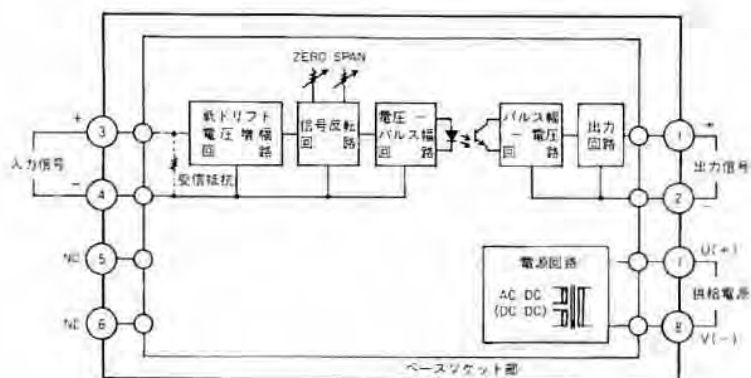 ZERO SPAN
低ドリフト
電圧増幅
回路
信号反転
回路
電圧－
パルス幅
回路
パルス幅
－電圧
回路
出力
回路
+
3
入力信号
-
4
受信抵抗
NC
5
NC
6
+
1
出力信号
-
2
電源回路
AC DC
(DC DC)
U(+)
7
供給電源
8
V(-)
ベースソケット部